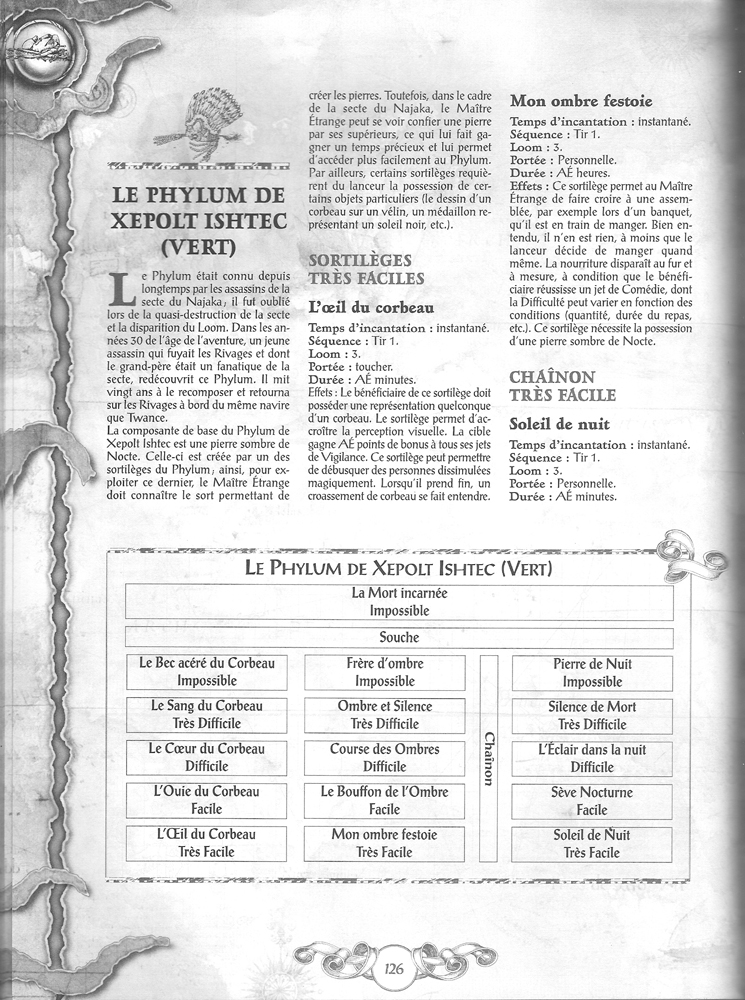 LE PHYLUM DE
XEPOLT ISHTEC
(VERT)
Le Phylum était connu depuis
longtemps par les assassins de la
secte du Najaka ; il fut oublié
lors de la quasi-destruction de la secte
et la disparition du Loom. Dans les an-
nées 30 de l'âge de l'aventure, un jeune
assassin qui fuyait les Rivages et dont
le grand-père était un fanatique de la
secte, redécouvrit ce Phylum. Il mit
vingt ans à le recomposer et retourna
sur les Rivages à bord du même navire
que Twance.
La composante de base du Phylum de
Xepolt Ishtec est une pierre sombre de
Nocte. Celle-ci est créée par un des
sortilèges du Phylum ; ainsi, pour ex-
ploiter ce dernier, le Maître Étrange
doit connaître le sort permettant de
créer les pierres. Toutefois, dans le cadre
de la secte du Najaka, le Maître
Étrange peut se voir confier une pierre
par ses supérieurs, ce qui lui fait ga-
gner un temps précieux et lui permet
d'accéder plus facilement au Phylum.
Par ailleurs, certains sortilèges requiè-
rent du lanceur la possession de cer-
tains objets particuliers (le dessin d'un
corbeau sur un vélin, un médaillon re-
présentant un soleil noir, etc.).
SORTILÈGES
TRÈS FACILES
L'œil du corbeau
Temps d'incantation : instantané.
Séquence : Tir 1.
Loom : 3.
Portée : toucher.
Durée : AÉ minutes.
Effets : Le bénéficiaire de ce sortilège doit
posséder une représentation quelconque
d'un corbeau. Le sortilège permet d'ac-
croître la perception visuelle. La cible
gagne AÉ points de bonus à tous ses jets
de Vigilance. Ce sortilège peut permettre
de débusquer des personnes dissimulées
magiquement. Lorsqu'il prend fin, un
croassement de corbeau se fait entendre.
Mon ombre festoie
Temps d'incantation : instantané.
Séquence : Tir 1.
Loom : 3.
Portée : Personnelle.
Durée : AÉ heures.
Effets : Ce sortilège permet au Maître
Étrange de faire croire à une assem-
blée, par exemple lors d'un banquet,
qu'il est en train de manger. Bien en-
tendu, il n'en est rien, à moins que le
lanceur décide de manger quand
même. La nourriture disparaît au fur et
à mesure, à condition que le bénéfi-
ciaire réussisse un jet de Comédie, dont
la Difficulté peut varier en fonction des
conditions (quantité, durée du repas,
etc.). Ce sortilège nécessite la possession
d'une pierre sombre de Nocte.
CHAÎNON
TRÈS FACILE
Soleil de nuit
Temps d'incantation : instantané.
Séquence : Tir 1.
Loom : 3.
Portée : Personnelle.
Durée : AÉ minutes.
LE PHYLUM DE XEPOLT ISHTEC (VERT)
La Mort incarnée
Impossible
Souche
Le Bec acéré du Corbeau
Impossible
Frère d'ombre
Impossible
Pierre de Nuit
Impossible
Le Sang du Corbeau
Très Difficile
Ombre et Silence
Très Difficile
Silence de Mort
Très Difficile
Le Cœur du Corbeau
Difficile
Course des Ombres
Difficile
Chaînon
L'Éclair dans la nuit
Difficile
L'Ouie du Corbeau
Facile
Le Bouffon de l'Ombre
Facile
Sève Nocturne
Facile
L'Œil du Corbeau
Très Facile
Mon ombre festoie
Très Facile
Soleil de Nuit
Très Facile
126